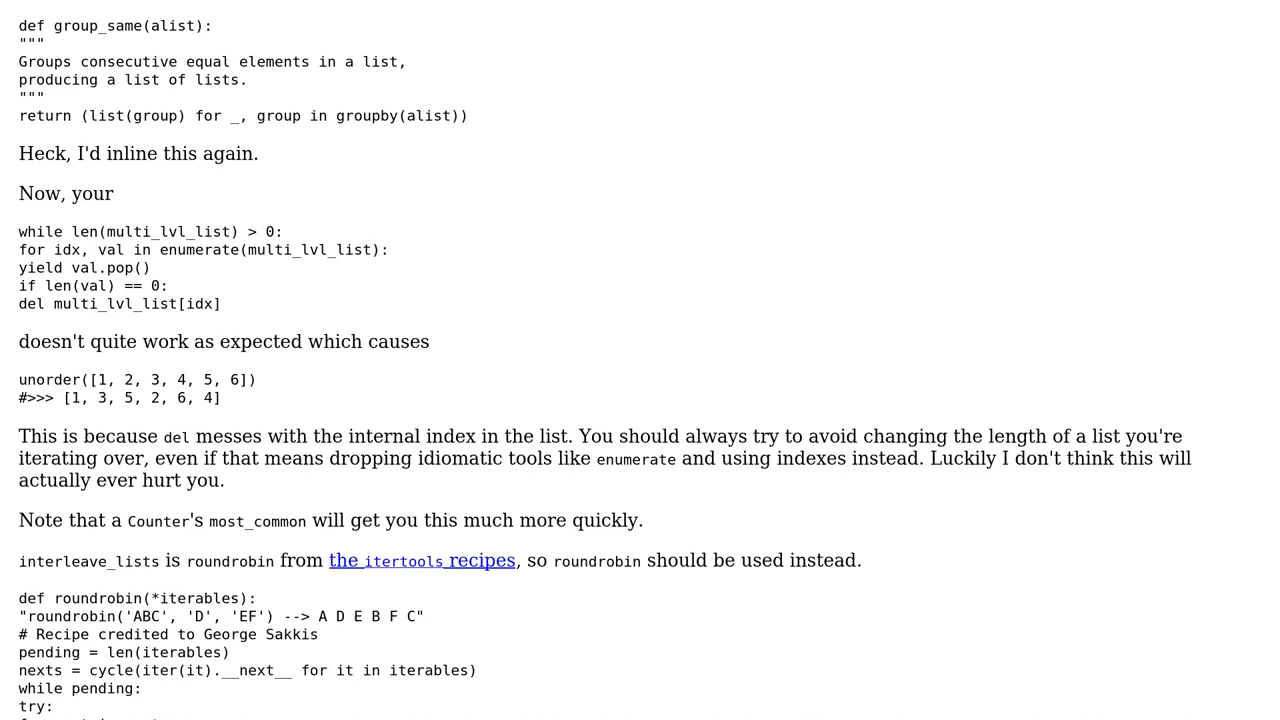 def group_same(alist):
"""
Groups consecutive equal elements in a list,
producing a list of lists.
"""
return (list(group) for _, group in groupby(alist))
Heck, I'd inline this again.
Now, your
while len(multi_lvl_list) > 0:
for idx, val in enumerate(multi_lvl_list):
yield val.pop()
if len(val) == 0:
del multi_lvl_list[idx]
doesn't quite work as expected which causes
unorder([1, 2, 3, 4, 5, 6])
#>>> [1, 3, 5, 2, 6, 4]
This is because del messes with the internal index in the list. You should always try to avoid changing the length of a list you're
iterating over, even if that means dropping idiomatic tools like enumerate and using indexes instead. Luckily I don't think this will
actually ever hurt you.
Note that a Counter's most_common will get you this much more quickly.
interleave_lists is roundrobin from the itertools recipes, so roundrobin should be used instead.
def roundrobin(*iterables):
"roundrobin('ABC', 'D', 'EF') --> A D E B F C"
# Recipe credited to George Sakkis
pending = len(iterables)
nexts = cycle(iter(it).__next__ for it in iterables)
while pending:
try: